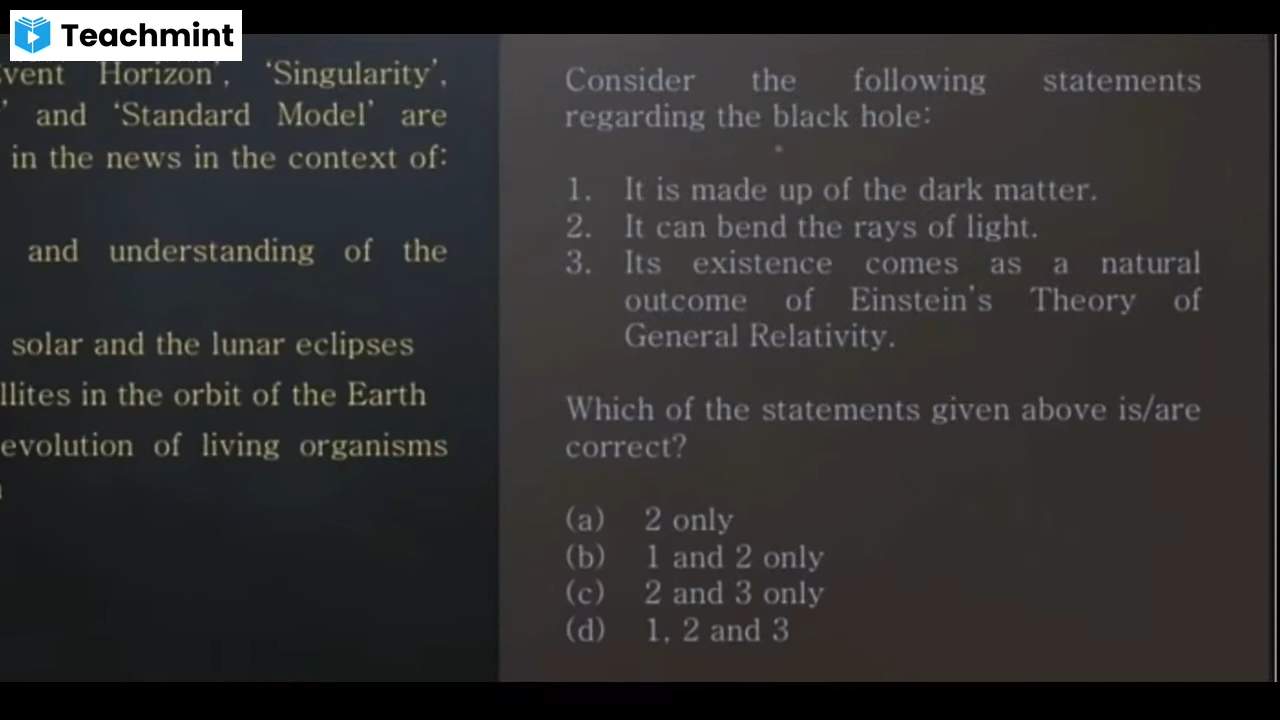 Teachmint
Event Horizon', 'Singularity',
' and 'Standard Model' are
in the news in the context of:
and understanding of the
solar and the lunar eclipses
in the orbit of the Earth
evolution of living organisms
Consider the following statements
regarding the black hole:
1. It is made up of the dark matter.
2. It can bend the rays of light.
3. Its existence comes as a natural
outcome of Einstein's Theory of
General Relativity.
Which of the statements given above is/are
correct?
(a) 2 only
(b) 1 and 2 only
(c) 2 and 3 only
(d) 1, 2 and 3